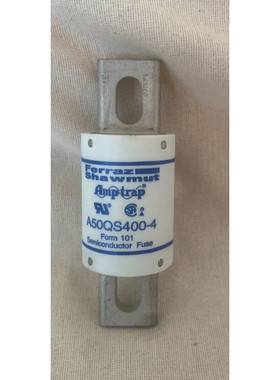 Ferraz
Shawmut
Amp-trap
A50QS400-4
Form 101
Semiconductor Fuse